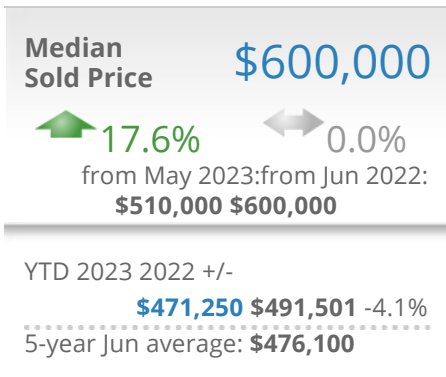 Median
Sold Price
$600,000
17.6%
0.0%
from May 2023:from Jun 2022:
$510,000 $600,000
YTD 2023 2022 +/-
$471,250 $491,501 -4.1%
5-year Jun average: $476,100